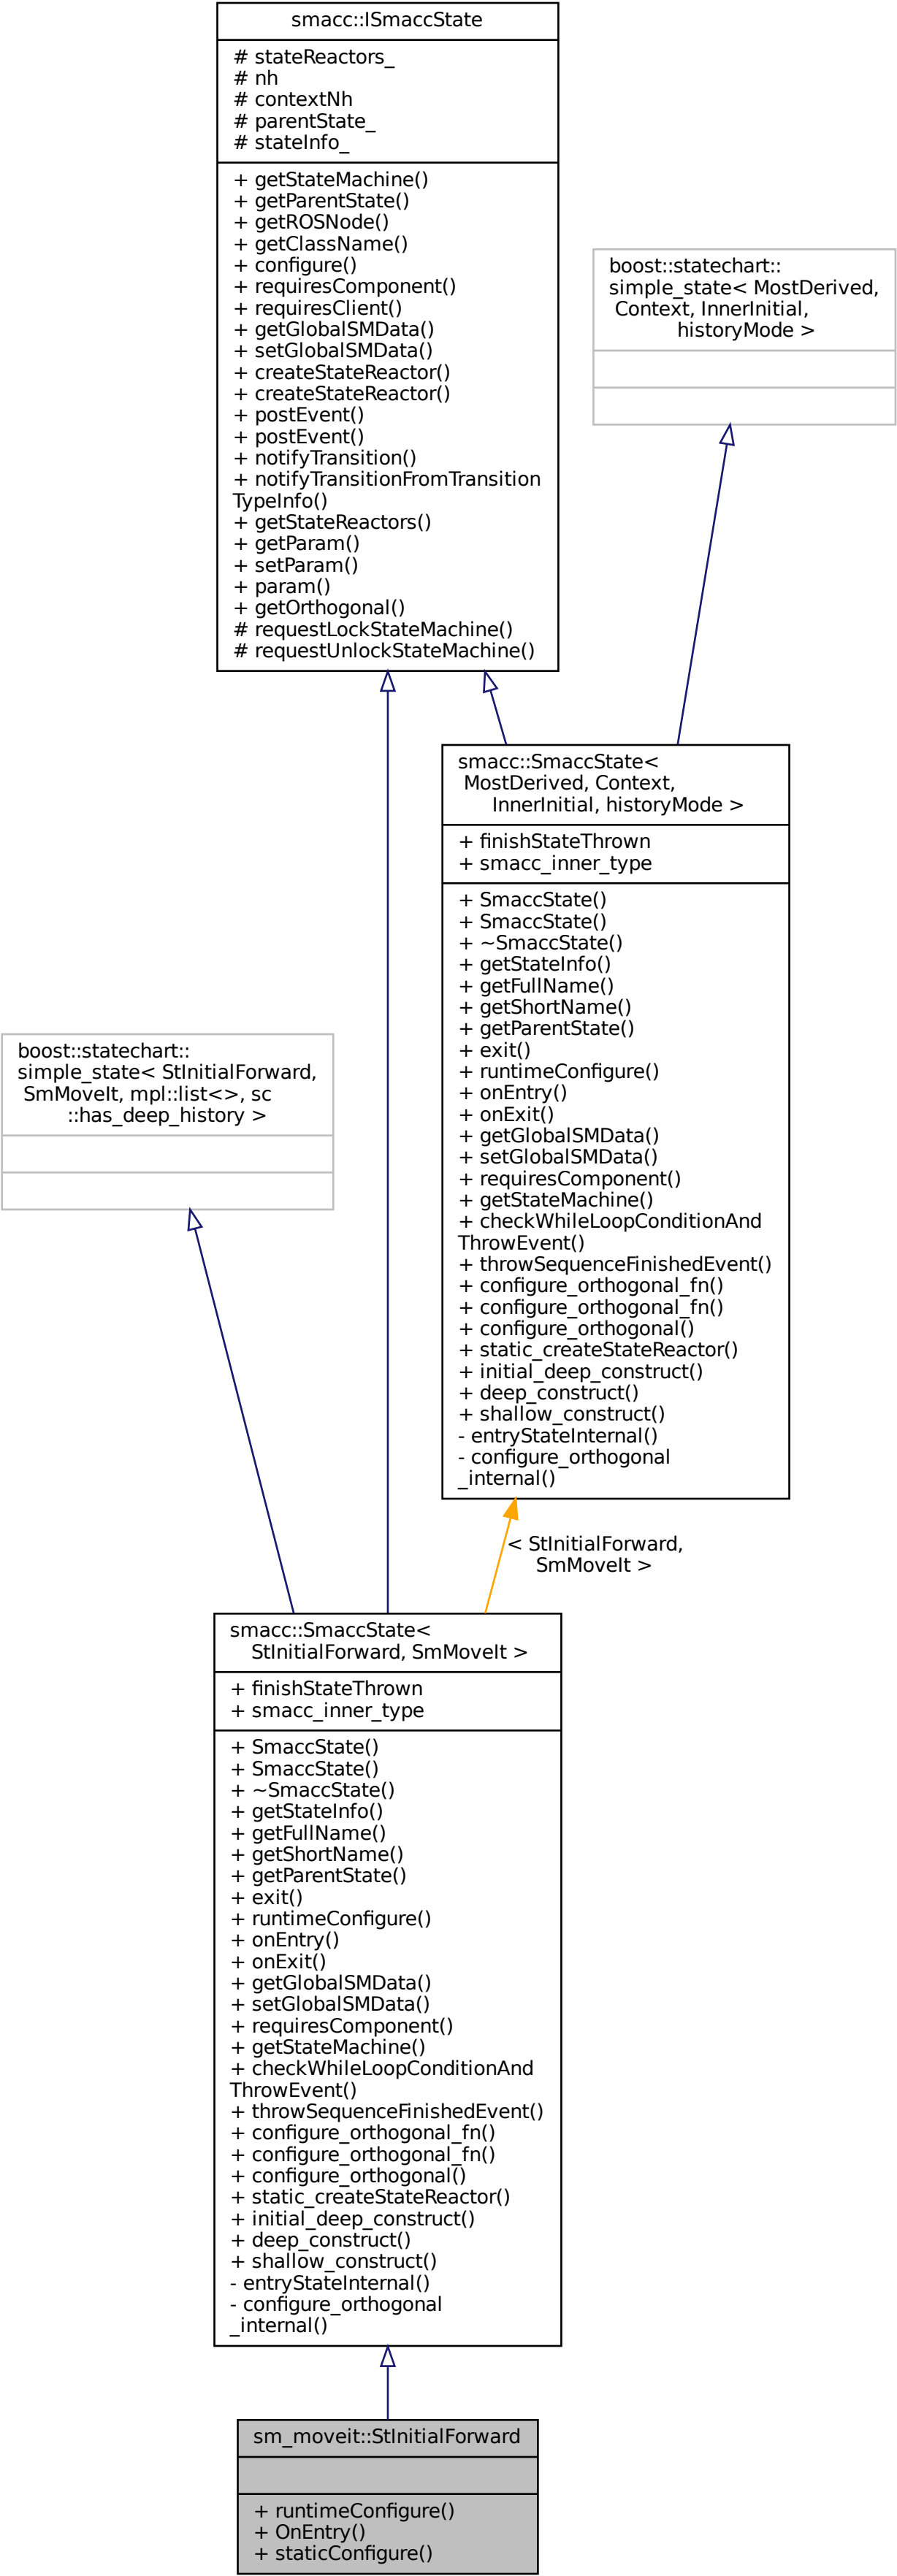 smacc::ISmaccState
# stateReactors_
# nh
# contextNh
# parentState_
# stateInfo_
+ getStateMachine()
+ getParentState()
+ getROSNode()
+ getClassName()
+ configure()
+ requiresComponent()
+ requiresClient()
+ getGlobalSMData()
+ setGlobalSMData()
+ createStateReactor()
+ createStateReactor()
+ postEvent()
+ postEvent()
+ notifyTransition()
+ notifyTransitionFromTransition
TypeInfo()
+ getStateReactors()
+ getParam()
+ setParam()
+ param()
+ getOrthogonal()
# requestLockStateMachine()
# requestUnlockStateMachine()
boost::statechart::
simple_state< MostDerived,
Context, InnerInitial,
historyMode >
smacc::SmaccState<
MostDerived, Context,
InnerInitial, historyMode >
+ finishStateThrown
+ smacc_inner_type
+ SmaccState()
+ SmaccState()
+ ~SmaccState()
+ getStateInfo()
+ getFullName()
+ getShortName()
+ getParentState()
+ exit()
+ runtimeConfigure()
+ onEntry()
+ onExit()
+ getGlobalSMData()
+ setGlobalSMData()
+ requiresComponent()
+ getStateMachine()
+ checkWhileLoopConditionAnd
ThrowEvent()
+ throwSequenceFinishedEvent()
+ configure_orthogonal_fn()
+ configure_orthogonal_fn()
+ configure_orthogonal()
+ static_createStateReactor()
+ initial_deep_construct()
+ deep_construct()
+ shallow_construct()
- entryStateInternal()
- configure_orthogonal
_internal()
boost::statechart::
simple_state< StInitialForward,
SmMoveIt, mpl::list<>, sc
::has_deep_history >
< StInitialForward,
SmMoveIt >
smacc::SmaccState<
StInitialForward, SmMoveIt >
+ finishStateThrown
+ smacc_inner_type
+ SmaccState()
+ SmaccState()
+ ~SmaccState()
+ getStateInfo()
+ getFullName()
+ getShortName()
+ getParentState()
+ exit()
+ runtimeConfigure()
+ onEntry()
+ onExit()
+ getGlobalSMData()
+ setGlobalSMData()
+ requiresComponent()
+ getStateMachine()
+ checkWhileLoopConditionAnd
ThrowEvent()
+ throwSequenceFinishedEvent()
+ configure_orthogonal_fn()
+ configure_orthogonal_fn()
+ configure_orthogonal()
+ static_createStateReactor()
+ initial_deep_construct()
+ deep_construct()
+ shallow_construct()
- entryStateInternal()
- configure_orthogonal
_internal()
sm_moveit::StInitialForward
+ runtimeConfigure()
+ OnEntry()
+ staticConfigure()